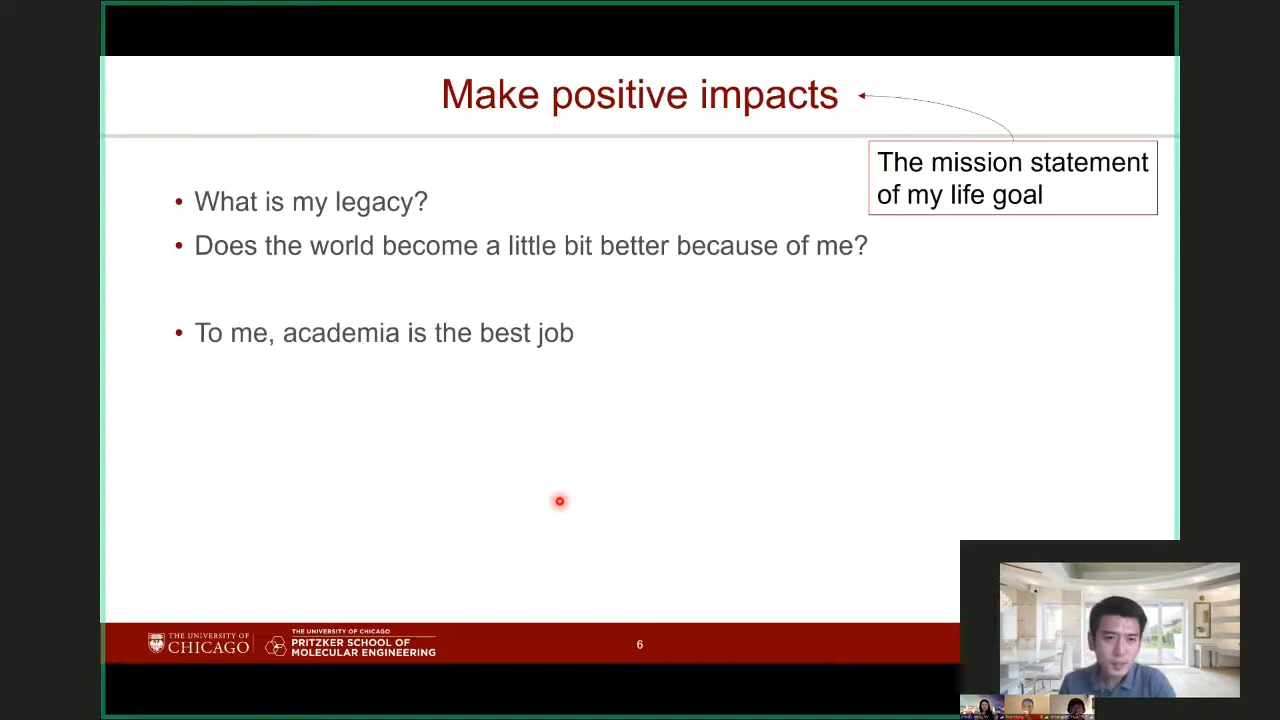 Make positive impacts
The mission statement
of my life goal
• What is my legacy?
• Does the world become a little bit better because of me?
• To me, academia is the best job
THE UNIVERSITY OF
CHICAGO
THE UNIVERSITY OF CHICAGO
PRITZKER SCHOOL OF
MOLECULAR ENGINEERING
6